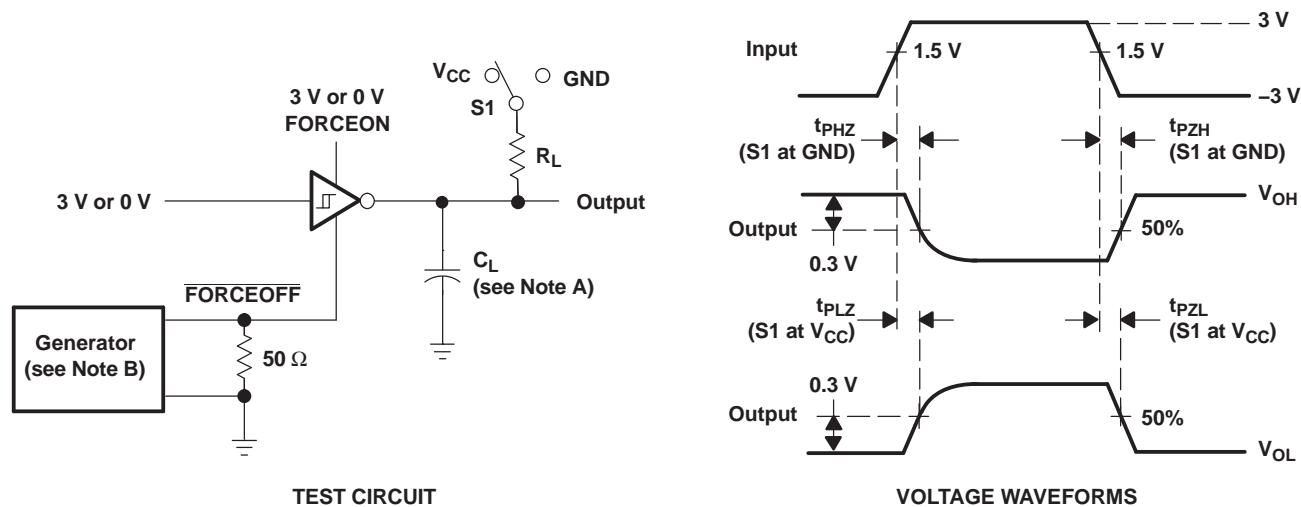 3 V or 0 V
FORCEON
VCC
GND
S1
RL
3 V or 0 V
Output
CL
(see Note A)
FORCEOFF
Generator
(see Note B)
50 Ω
TEST CIRCUIT
Input
3 V
1.5 V
1.5 V
–3 V
tPHZ
(S1 at GND)
tPZH
(S1 at GND)
VOH
Output
50%
0.3 V
tPLZ
(S1 at VCC)
tPZL
(S1 at VCC)
0.3 V
Output
50%
VOL
VOLTAGE WAVEFORMS